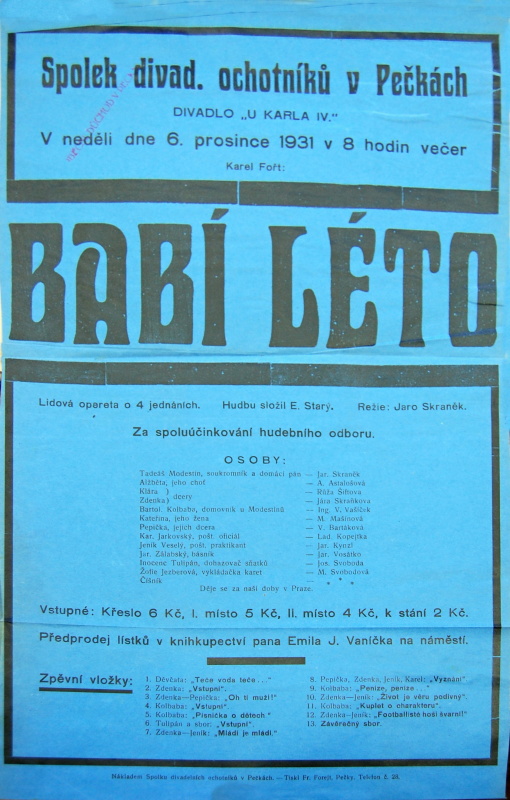 Spolek divad. ochotníků v Pečkách
DIVADLO „U KARLA IV."
V neděli dne 6. prosince 1931 v 8 hodin večer
Karel Fořt:
BABÍ LÉTO
Lidová opereta o 4 jednáních. Hudbu složil E. Starý. Režie: Jaro Skraněk.
Za spoluúčinkování hudebního odboru.
OSOBY:
Tadeáš Modestin, soukromník a domácí pán — Jar. Skraněk
Alžběta, jeho choť — A. Astalošová
Klára ) — Růža Šiftova
Zdenka) dcery — Jára Skraňkova
Bartol. Kolbaba, domovník u Modestinů — Ing. V. Vašíček
Kateřina, jeho žena — M. Mašinová
Pepička, jejich dcera — V. Bartáková
Kar. Jarkovský, pošt. oficiál — Lad. Kopejtka
Jeník Veselý, pošt. praktikant — Jar. Kynzl
Jar. Zálabský, básník — Jar. Vosátko
Inocenc Tulipán, dohazovač sňatků — Jos. Svoboda
Žofie Jezberová, vykládačka karet — M. Svobodová
Číšník — * * *
Děje se za naší doby v Praze.
Vstupné: Křeslo 6 Kč, I. místo 5 Kč, II. místo 4 Kč, k stání 2 Kč.
Předprodej lístků v knihkupectví pana Emila J. Vaníčka na náměstí.
Zpěvní vložky:
1. Děvčata: „Teče voda teče . ."
2. Zdenka: „Vstupní".
3. Zdenka—Pepička: „Oh ti muži!"
4. Kolbaba: „Vstupní".
5. Kolbaba: „Písnička o dětech."
6. Tulipán a sbor: „Vstupní".
7. Zdenka—Jeník: „Mládí je mládí."
8. Pepička, Zdenka, Jeník, Karel: „Vyznání"
9. Kolbaba: „Peníze, peníze . . ."
10. Zdenka—Jeník: „Život je věru podivný".
11. Kolbaba: „Kuplet o charakteru".
12. Zdenka-Jeník: „Footballisté hoši švarní!"
13. Závěrečný sbor.
Nákladem Spolku divadelních ochotníků v Pečkách. — Tiskl Fr. Forejt, Pečky. Telefon č. 28.